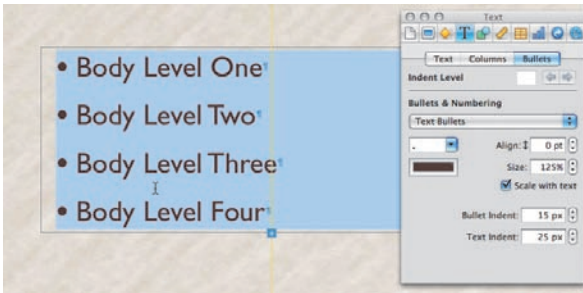 Text
• Body Level One
• Body Level Two
• Body Level Three
• Body Level Four
Text Columns Bullets
Indent Level
Bullets & Numbering
Text Bullets
Align: 0 pt
Size: 125%
Scale with text
Bullet Indent: 15 px
Text Indent: 25 px